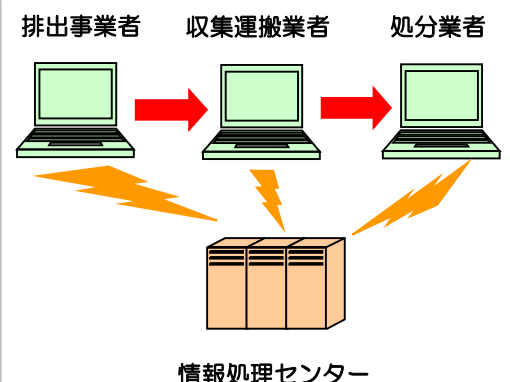 排出事業者
収集運搬業者
処分業者
情報処理センター